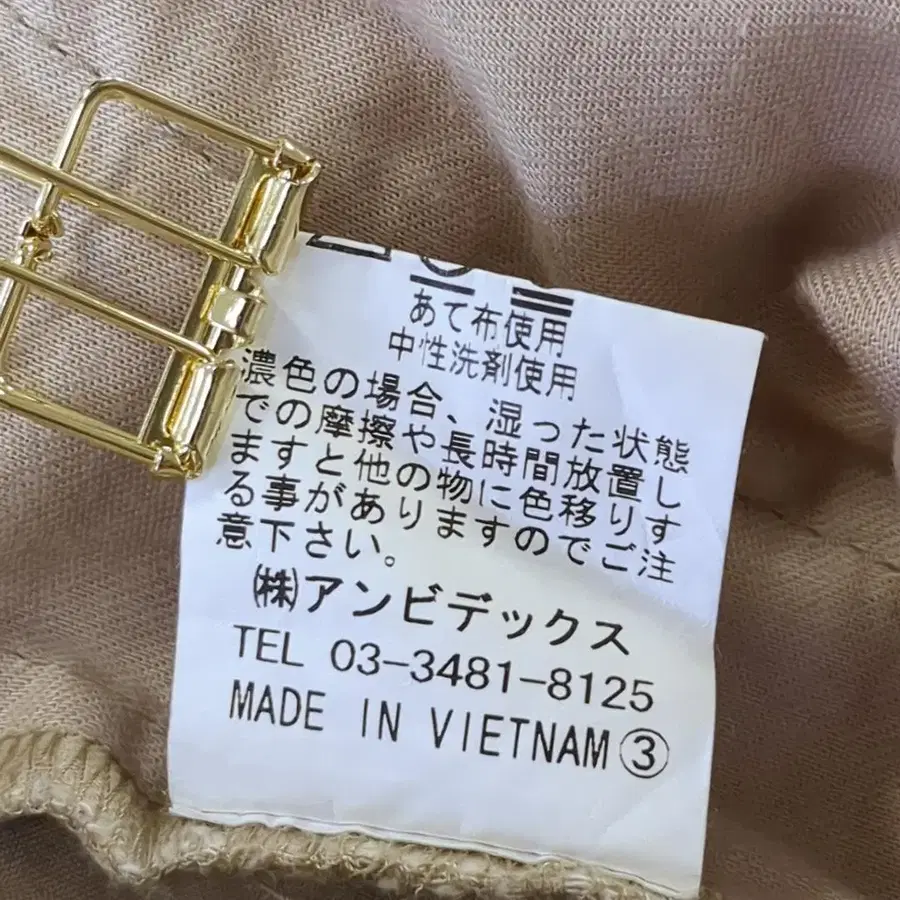 あて布使用
中性洗剤使用
濃色の場合、湿った状態
での摩擦や長時間放置し
ますと他の物に色移りす
る事がありますのでご注
意下さい。
㈱アンビデックス
TEL 03-3481-8125
MADE IN VIETNAM③